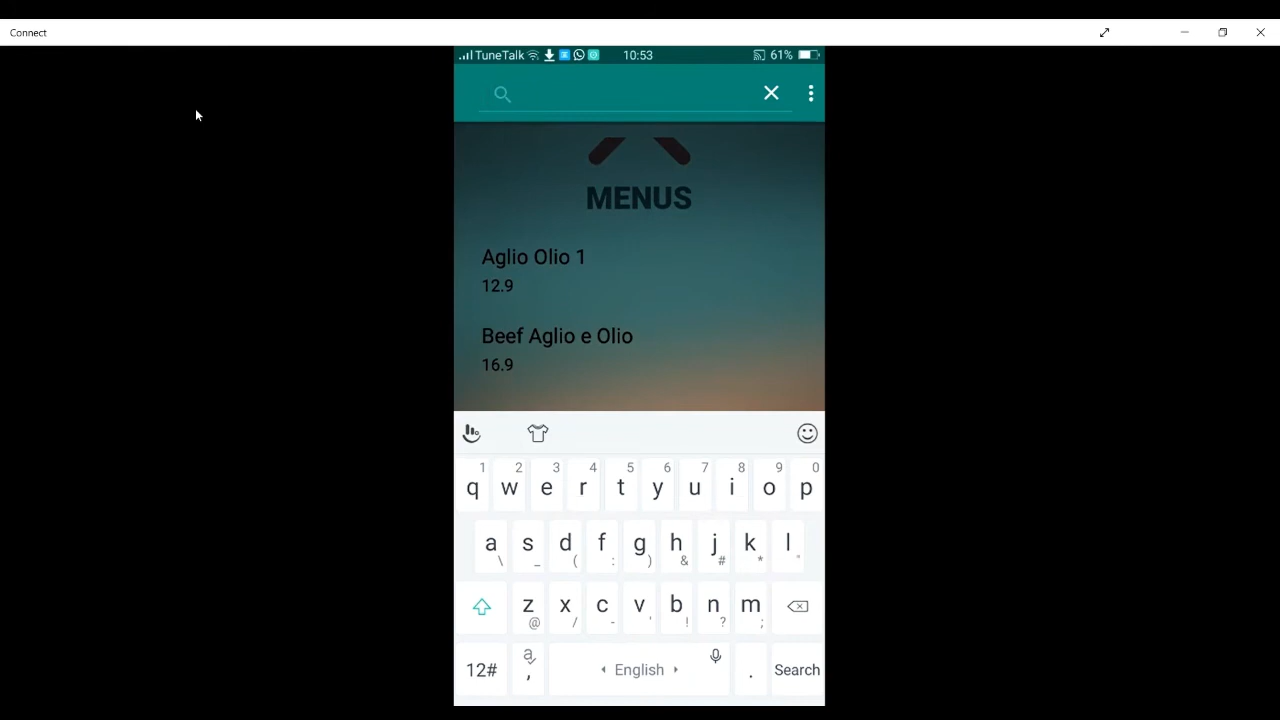 Connect
TuneTalk 10:53 61%
MENUS
Aglio Olio 1
12.9
Beef Aglio e Olio
16.9
1 2 3 4 5 6 7 8 9 0
q w e r t y u i o p
a s d f g h j k l
\ _ ( : ) & # * "
z x c v b n m
@ / - ' ! ? ;
12# a , English . Search